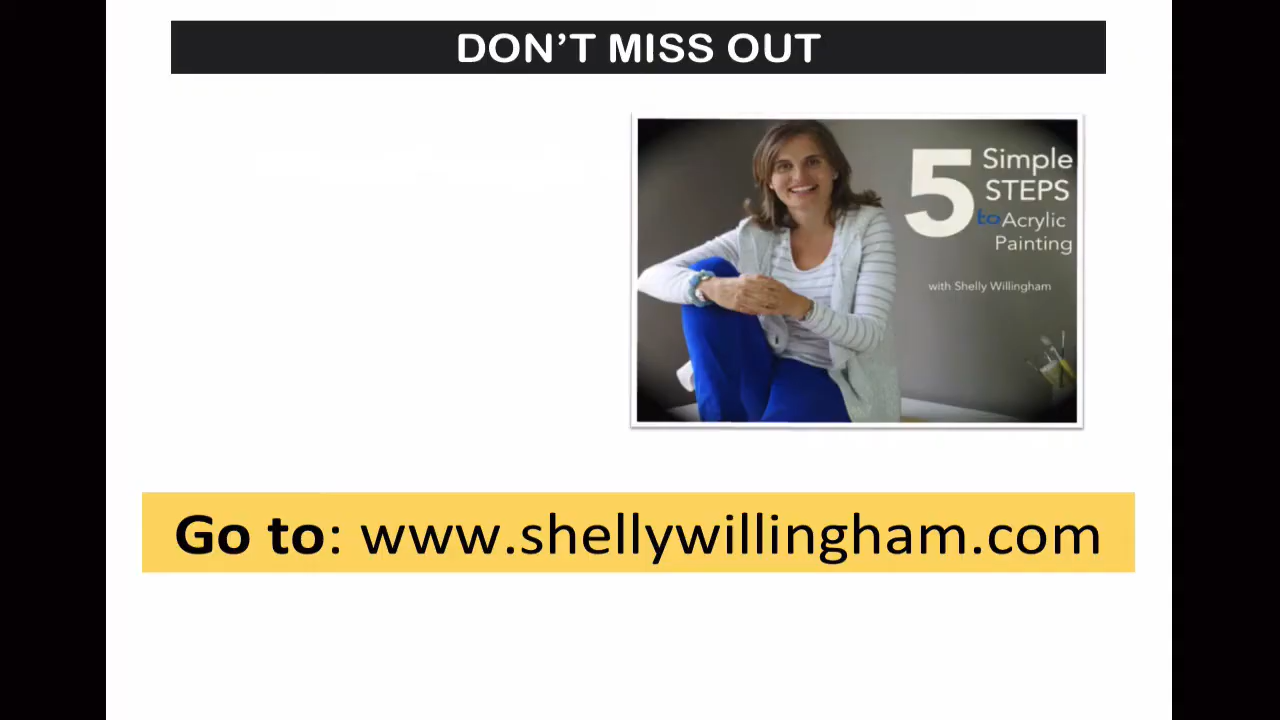 DON'T MISS OUT
5 Simple
STEPS
to Acrylic
Painting
with Shelly Willingham
Go to: www.shellywillingham.com